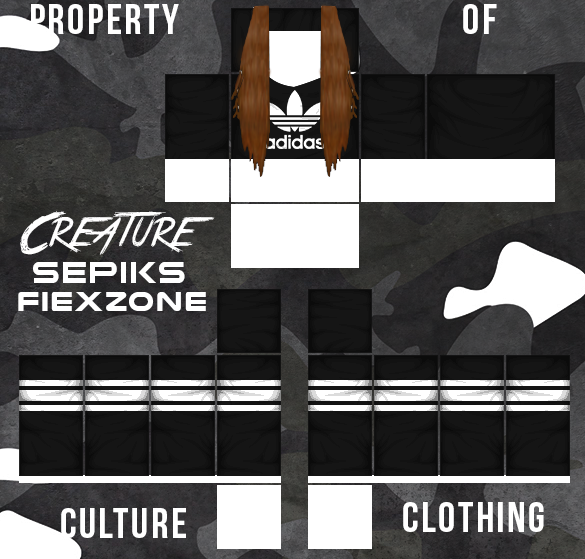 PROPERTY OF
adidas
CREATURE
SEPIKS
FIEXZONE
CULTURE CLOTHING